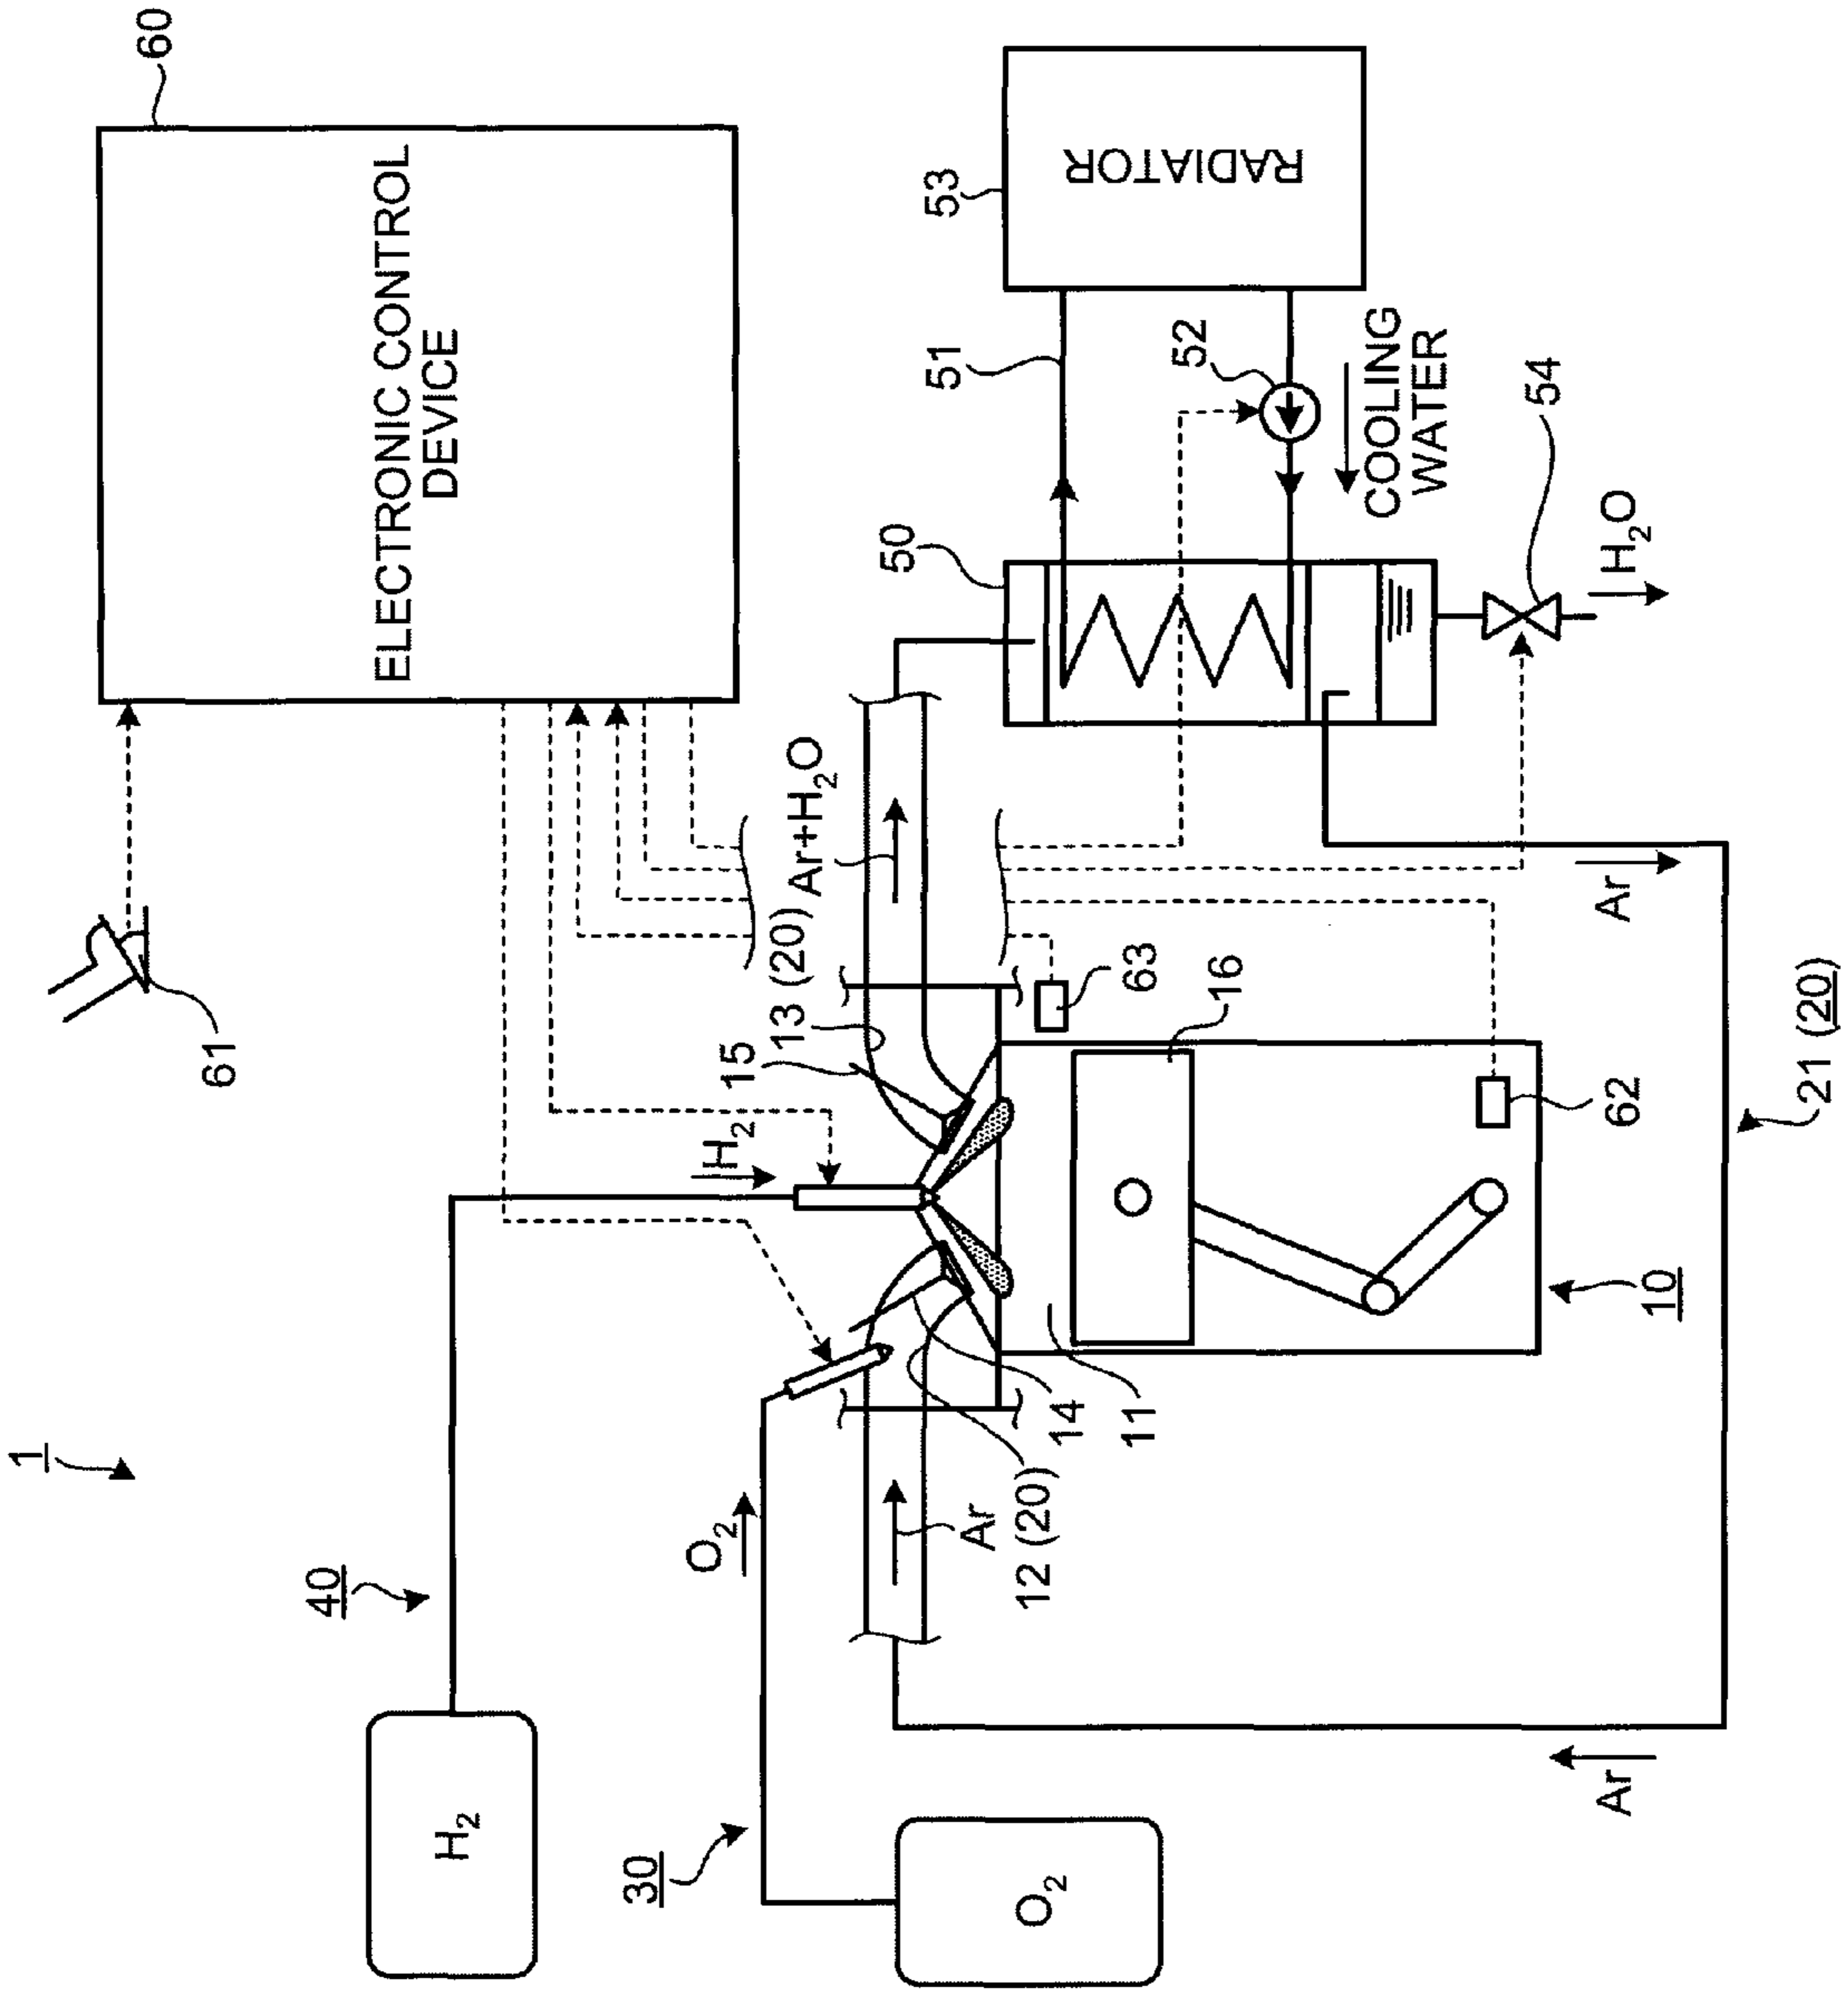 1
60
ELECTRONIC CONTROL
DEVICE
61
40
H2
H2
30
O2
O2
15
13 (20)
Ar+H2O
50
51
53
RADIATOR
52
COOLING
WATER
54
H2O
Ar
12 (20)
14
11
63
16
62
10
Ar
21 (20)
Ar